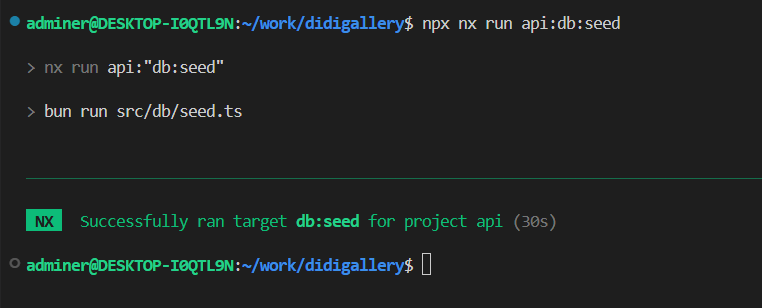 adminer@DESKTOP-I0QTL9N:~/work/didigallery$ npx nx run api:db:seed
> nx run api:"db:seed"
> bun run src/db/seed.ts
NX Successfully ran target db:seed for project api (30s)
adminer@DESKTOP-I0QTL9N:~/work/didigallery$